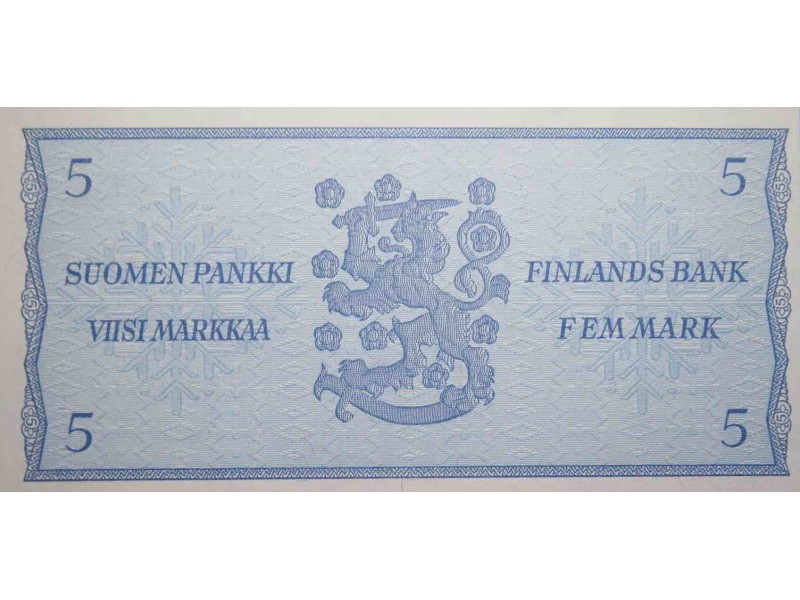 5 5
SUOMEN PANKKI FINLANDS BANK
VIISI MARKKAA FEM MARK
5 5